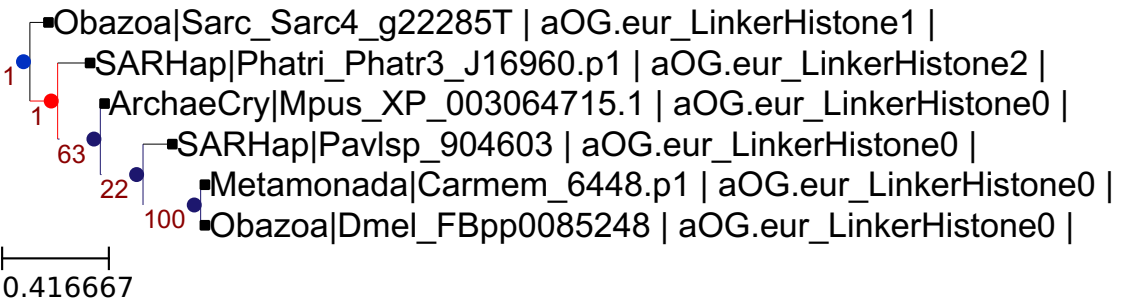 Obazoa|Sarc_Sarc4_g22285T | aOG.eur_LinkerHistone1 |
SARHap|Phatri_Phatr3_J16960.p1 | aOG.eur_LinkerHistone2 |
1
ArchaeCry|Mpus_XP_003064715.1 | aOG.eur_LinkerHistone0 |
1
SARHap|Pavlsp_904603 | aOG.eur_LinkerHistone0 |
63
Metamonada|Carmem_6448.p1 | aOG.eur_LinkerHistone0 |
22
Obazoa|Dmel_FBpp0085248 | aOG.eur_LinkerHistone0 |
100
0.416667